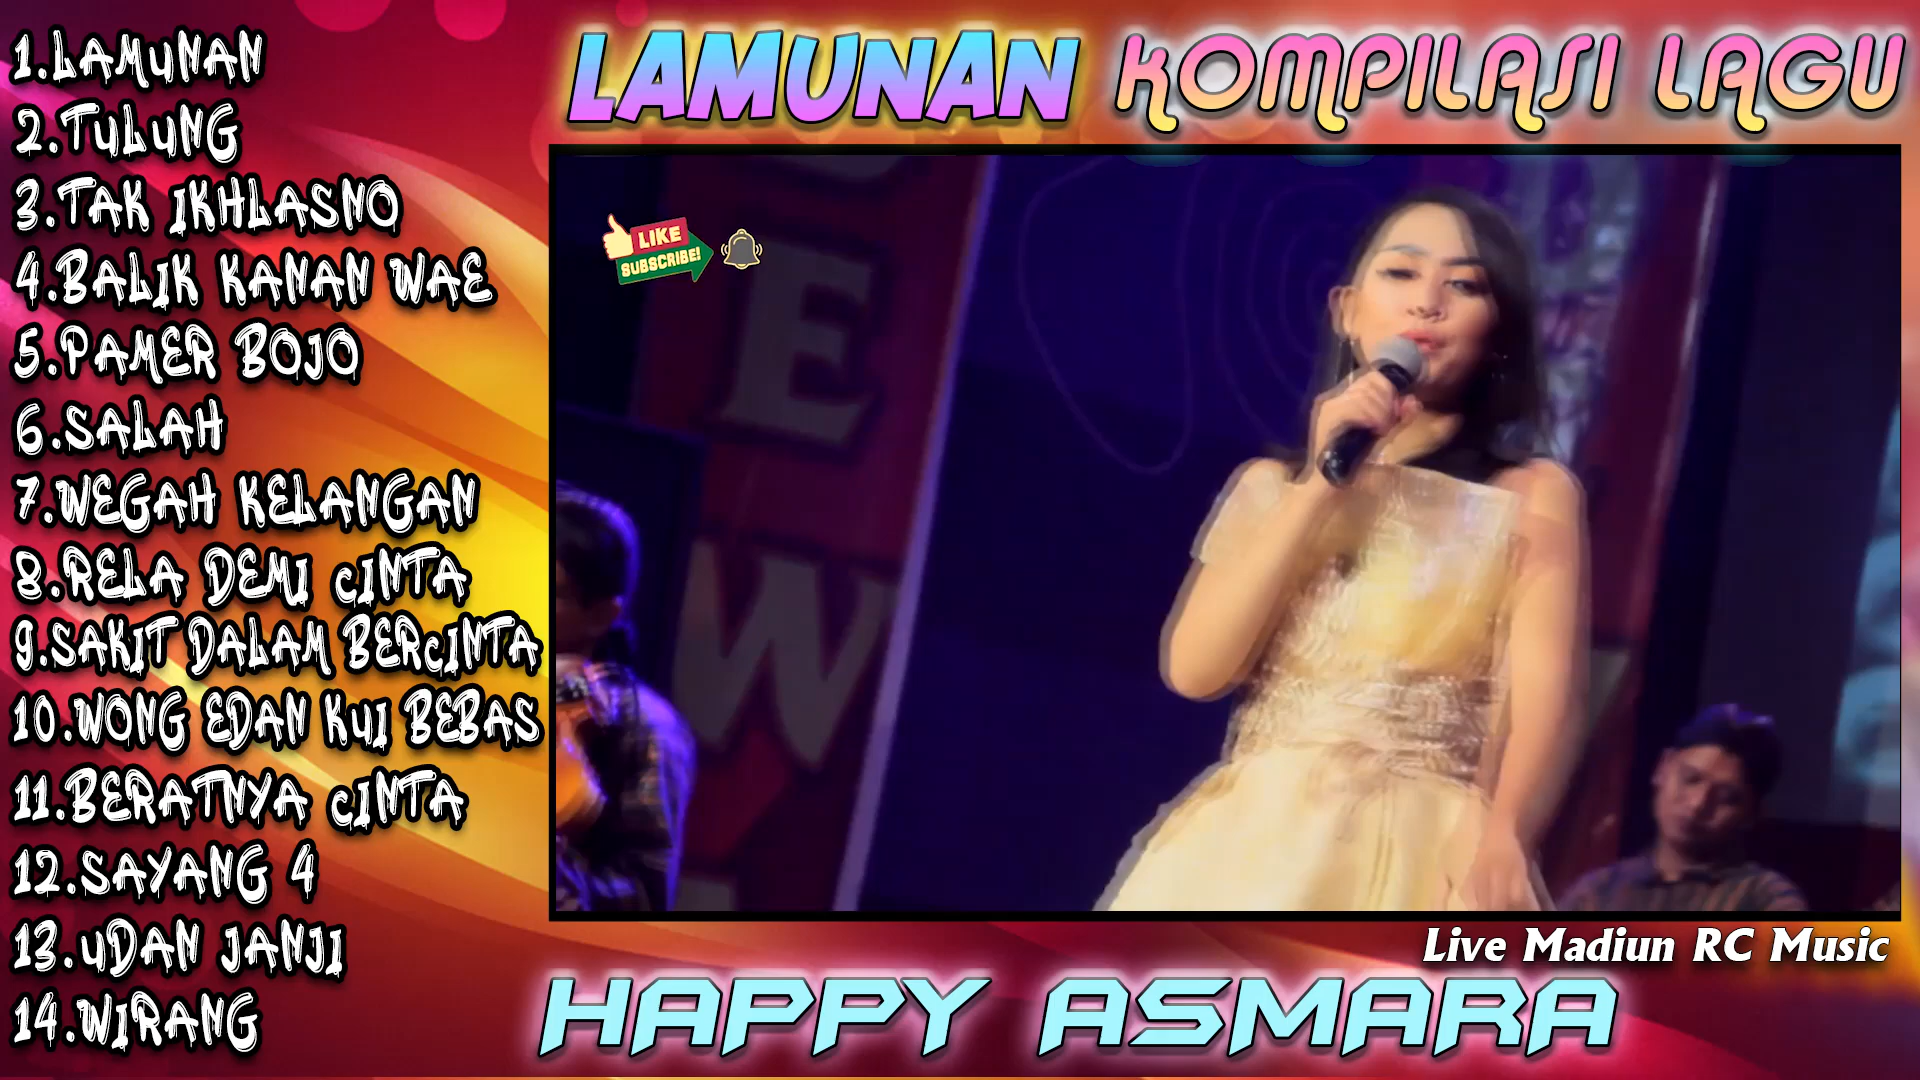 LAMUNAN KOMPILASI LAGU
1.LAMUNAN
2.TULUNG
3.TAK IKHLASNO
4.BALIK KANAN WAE
5.PAMER BOJO
6.SALAH
7.WEGAH KELANGAN
8.RELA DEMI CINTA
9.SAKIT DALAM BERCINTA
10.WONG EDAN KUI BEBAS
11.BERATNYA CINTA
12.SAYANG 4
13.UDAN JANJI
14.WIRANG
LIKE
SUBSCRIBE!
E
W
Live Madiun RC Music
HAPPY ASMARA